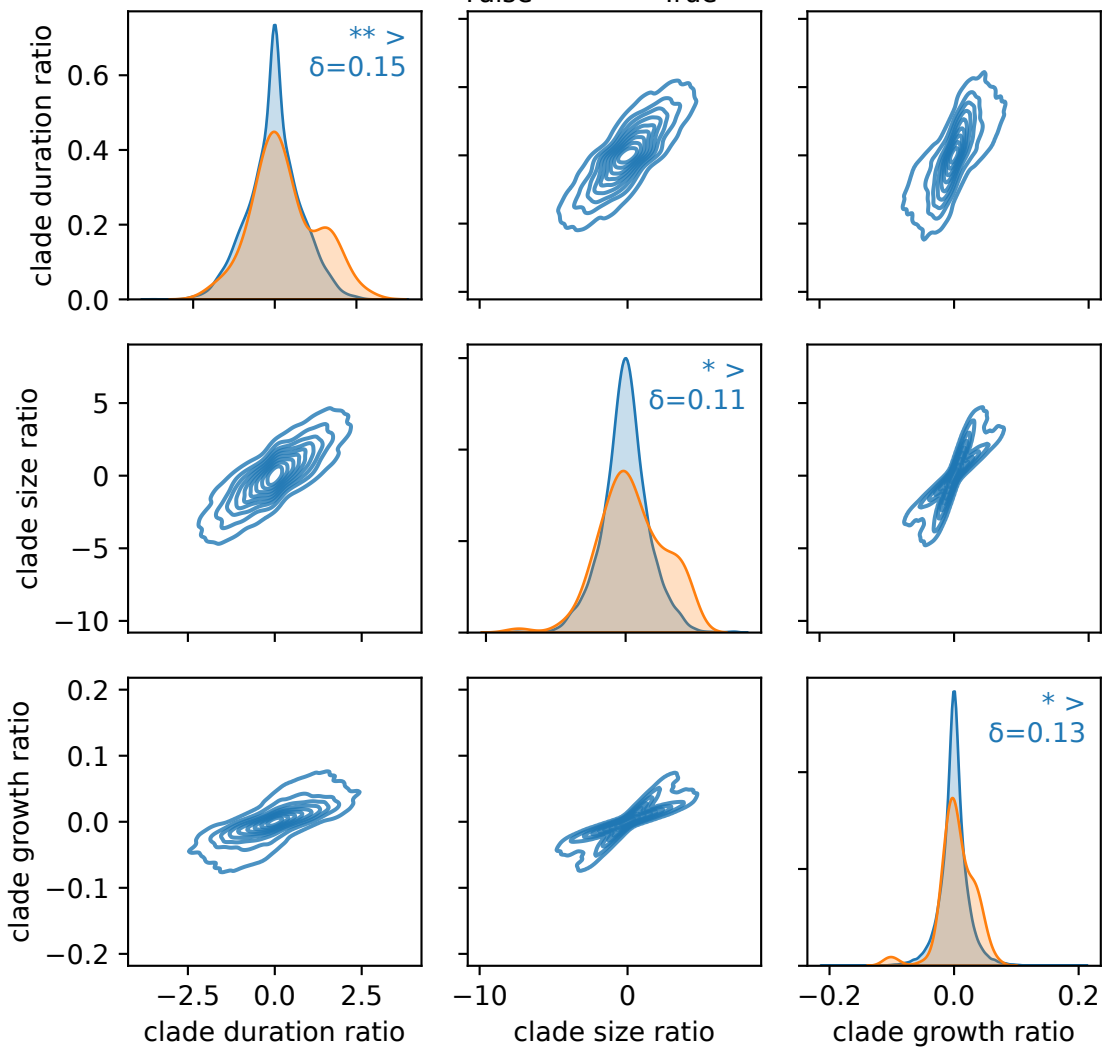 clade duration ratio
0.6
0.4
0.2
0.0
** >
δ=0.15
clade size ratio
5
0
−5
−10
* >
δ=0.11
clade growth ratio
0.2
0.1
0.0
−0.1
−0.2
* >
δ=0.13
−2.5 0.0 2.5
−10 0
−0.2 0.0 0.2
clade duration ratio
clade size ratio
clade growth ratio